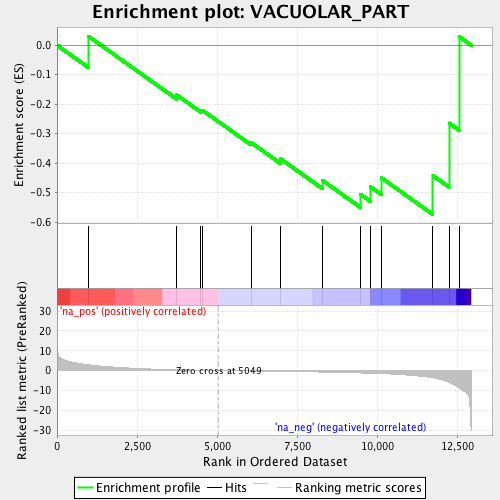 Enrichment plot: VACUOLAR_PART
Enrichment score (ES)
0.0
-0.1
-0.2
-0.3
-0.4
-0.5
-0.6
'na_pos' (positively correlated)
Ranked list metric (PreRanked)
30
20
10
0
-10
-20
-30
Zero cross at 5049
'na_neg' (negatively correlated)
0
2,500
5,000
7,500
10,000
12,500
Rank in Ordered Dataset
Enrichment profile
Hits
Ranking metric scores